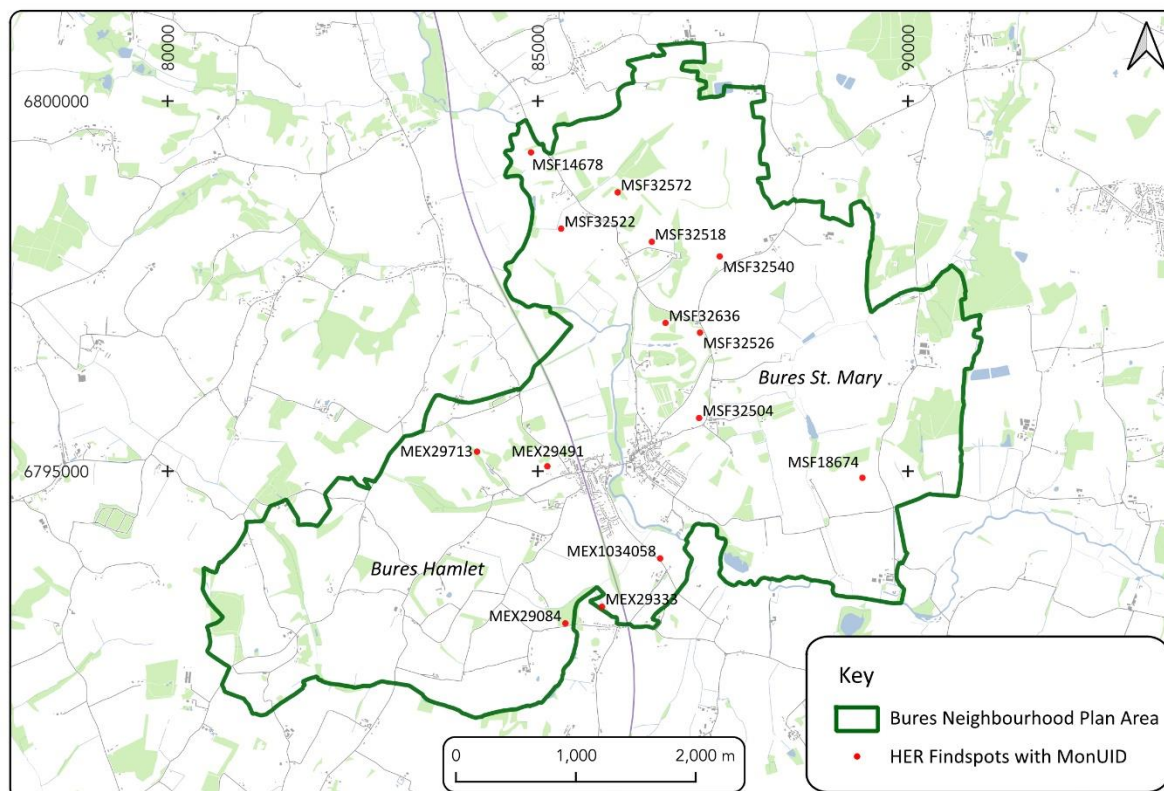 80000
85000
90000
6800000
MSF14678
MSF32572
MSF32522
MSF32518
MSF32540
MSF32636
MSF32526
Bures St. Mary
MSF32504
MEX29713
MEX29491
MSF18674
6795000
MEX1034058
Bures Hamlet
MEX29333
MEX29084
Key
Bures Neighbourhood Plan Area
HER Findspots with MonUID
0
1,000
2,000 m